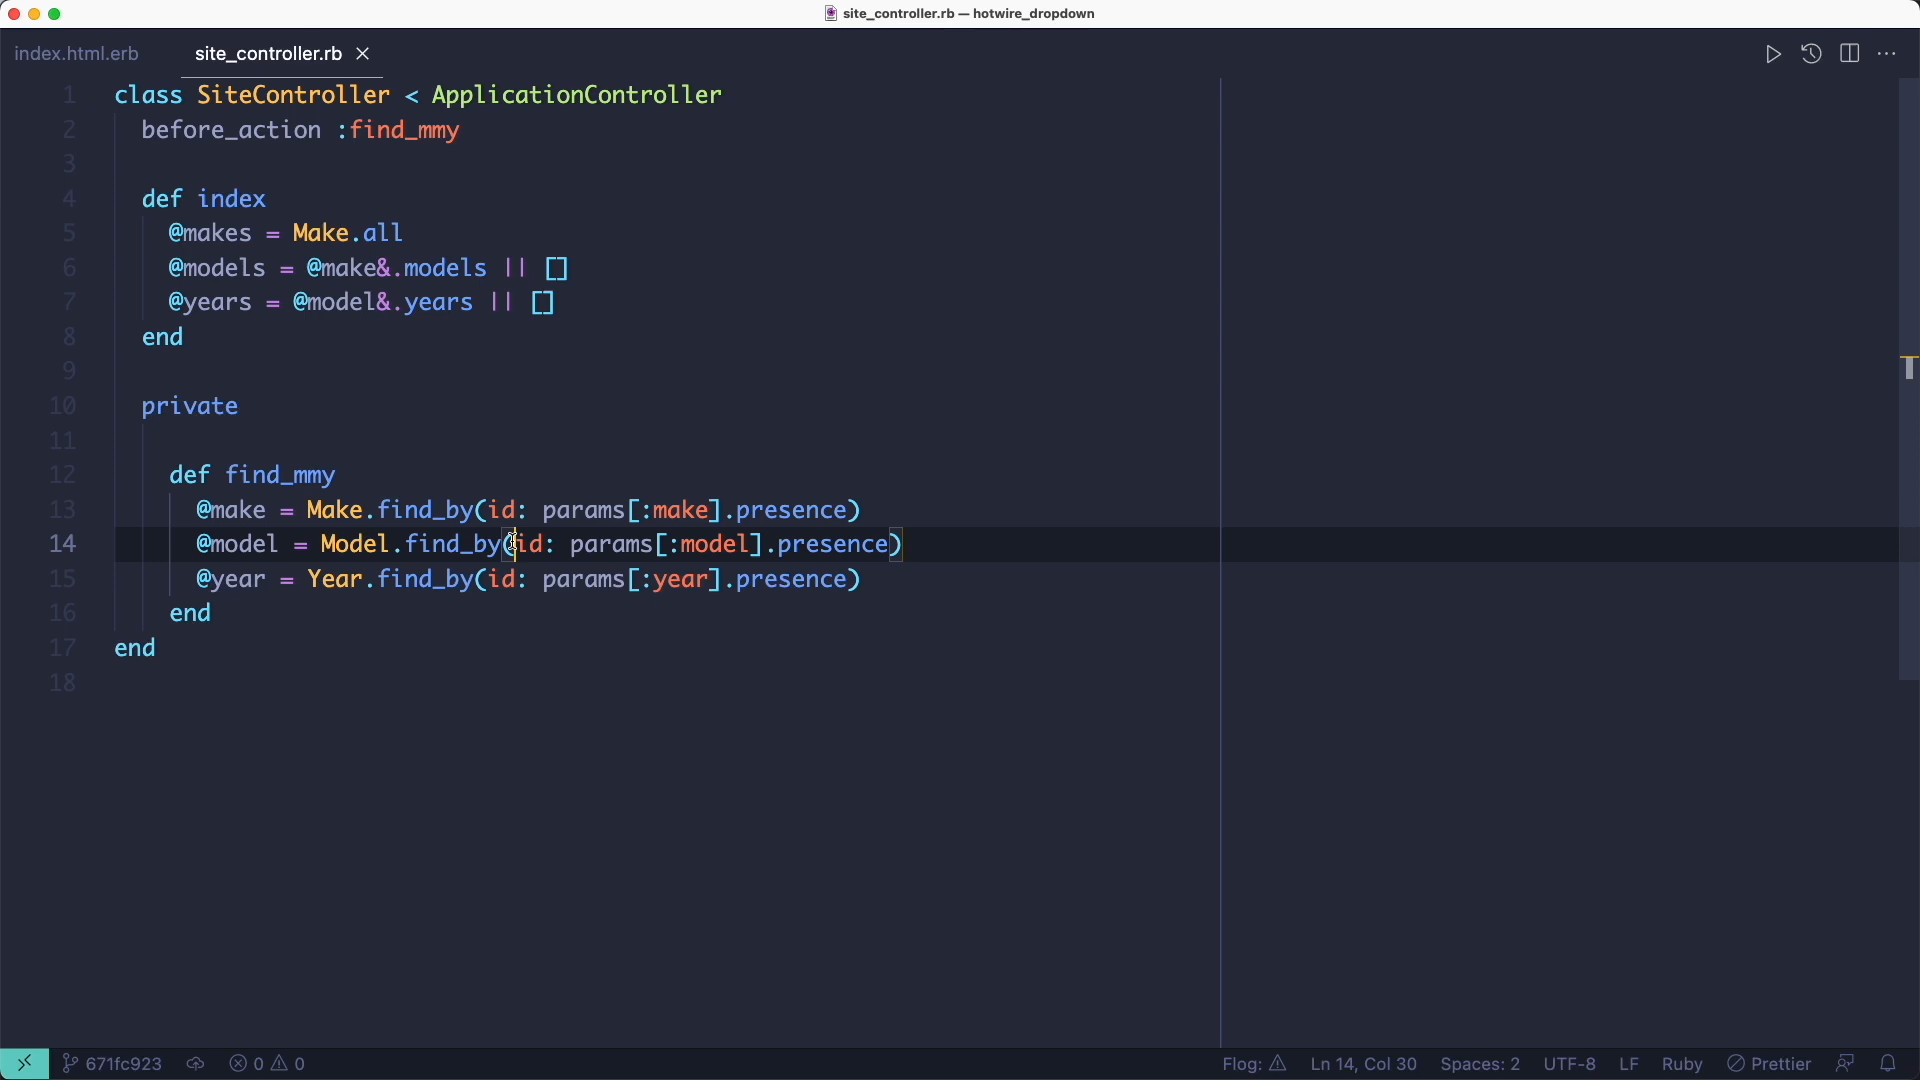 site_controller.rb — hotwire_dropdown
index.html.erb site_controller.rb
1 class SiteController < ApplicationController
2 before_action :find_mmy
3
4 def index
5 @makes = Make.all
6 @models = @make&.models || []
7 @years = @model&.years || []
8 end
9
10 private
11
12 def find_mmy
13 @make = Make.find_by(id: params[:make].presence)
14 @model = Model.find_by(id: params[:model].presence)
15 @year = Year.find_by(id: params[:year].presence)
16 end
17 end
18
671fc923 0 0 Flog: Ln 14, Col 30 Spaces: 2 UTF-8 LF Ruby Prettier